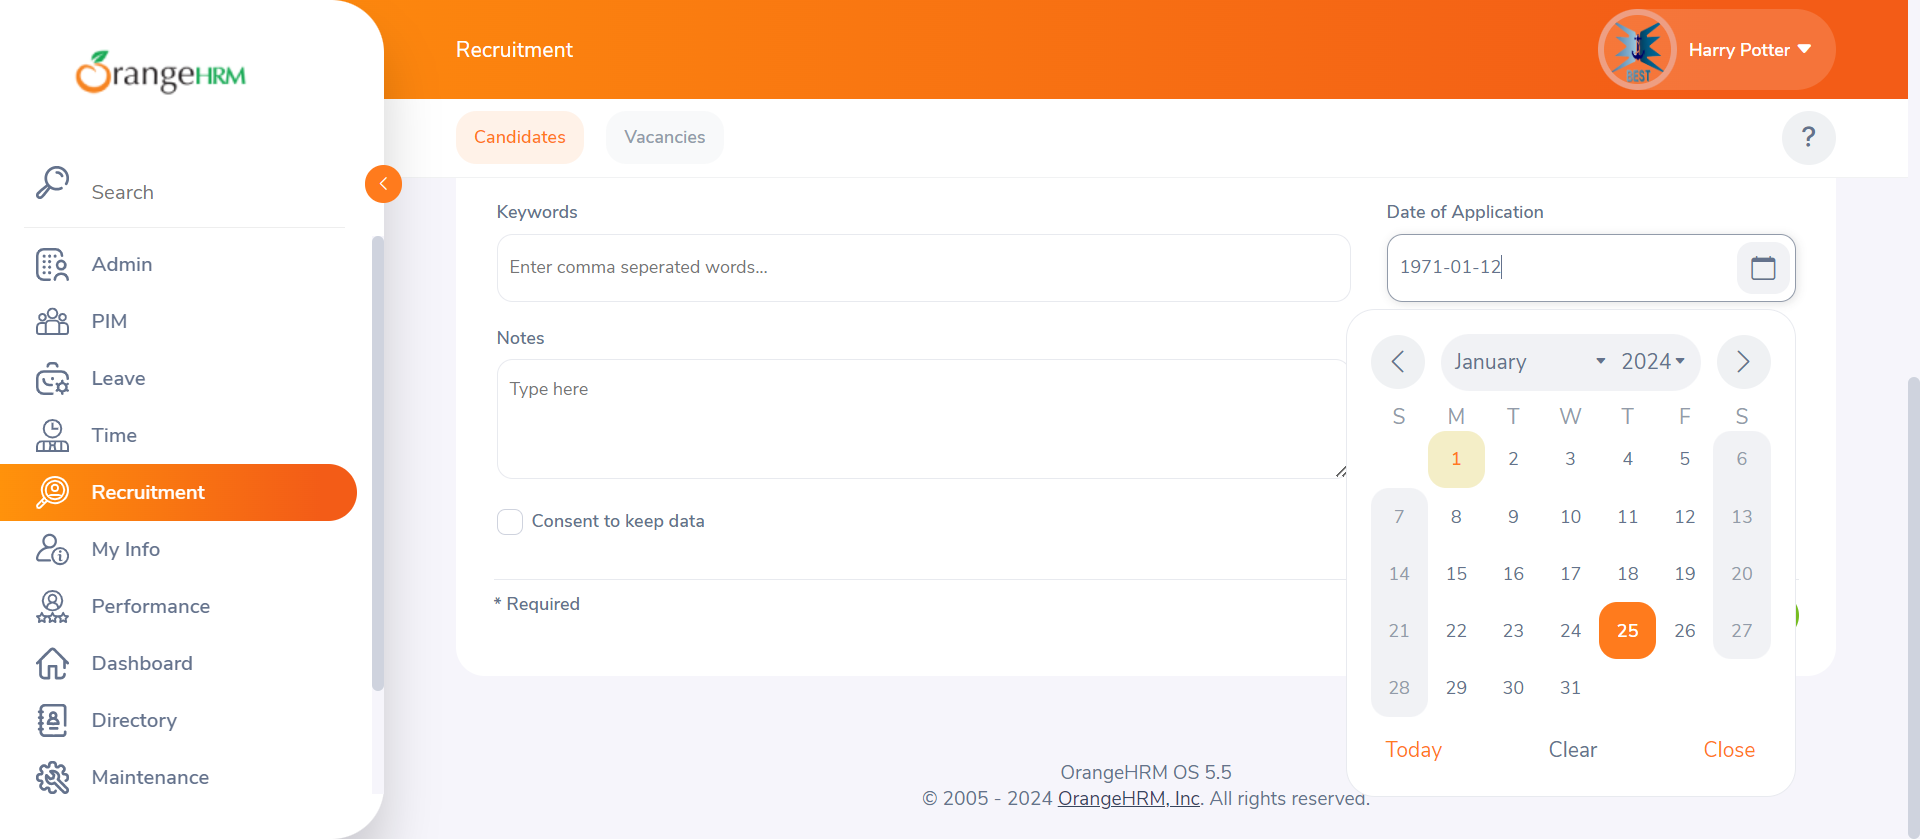 OrangeHRM
Search
Admin
PIM
Leave
Time
Recruitment
My Info
Performance
Dashboard
Directory
Maintenance
Recruitment
BEST
Harry Potter
Candidates
Vacancies
?
Keywords
Enter comma seperated words...
Date of Application
1971-01-12
Notes
Type here
Consent to keep data
* Required
January 2024
S M T W T F S
1 2 3 4 5 6
7 8 9 10 11 12 13
14 15 16 17 18 19 20
21 22 23 24 25 26 27
28 29 30 31
Today Clear Close
OrangeHRM OS 5.5
© 2005 - 2024 OrangeHRM, Inc. All rights reserved.